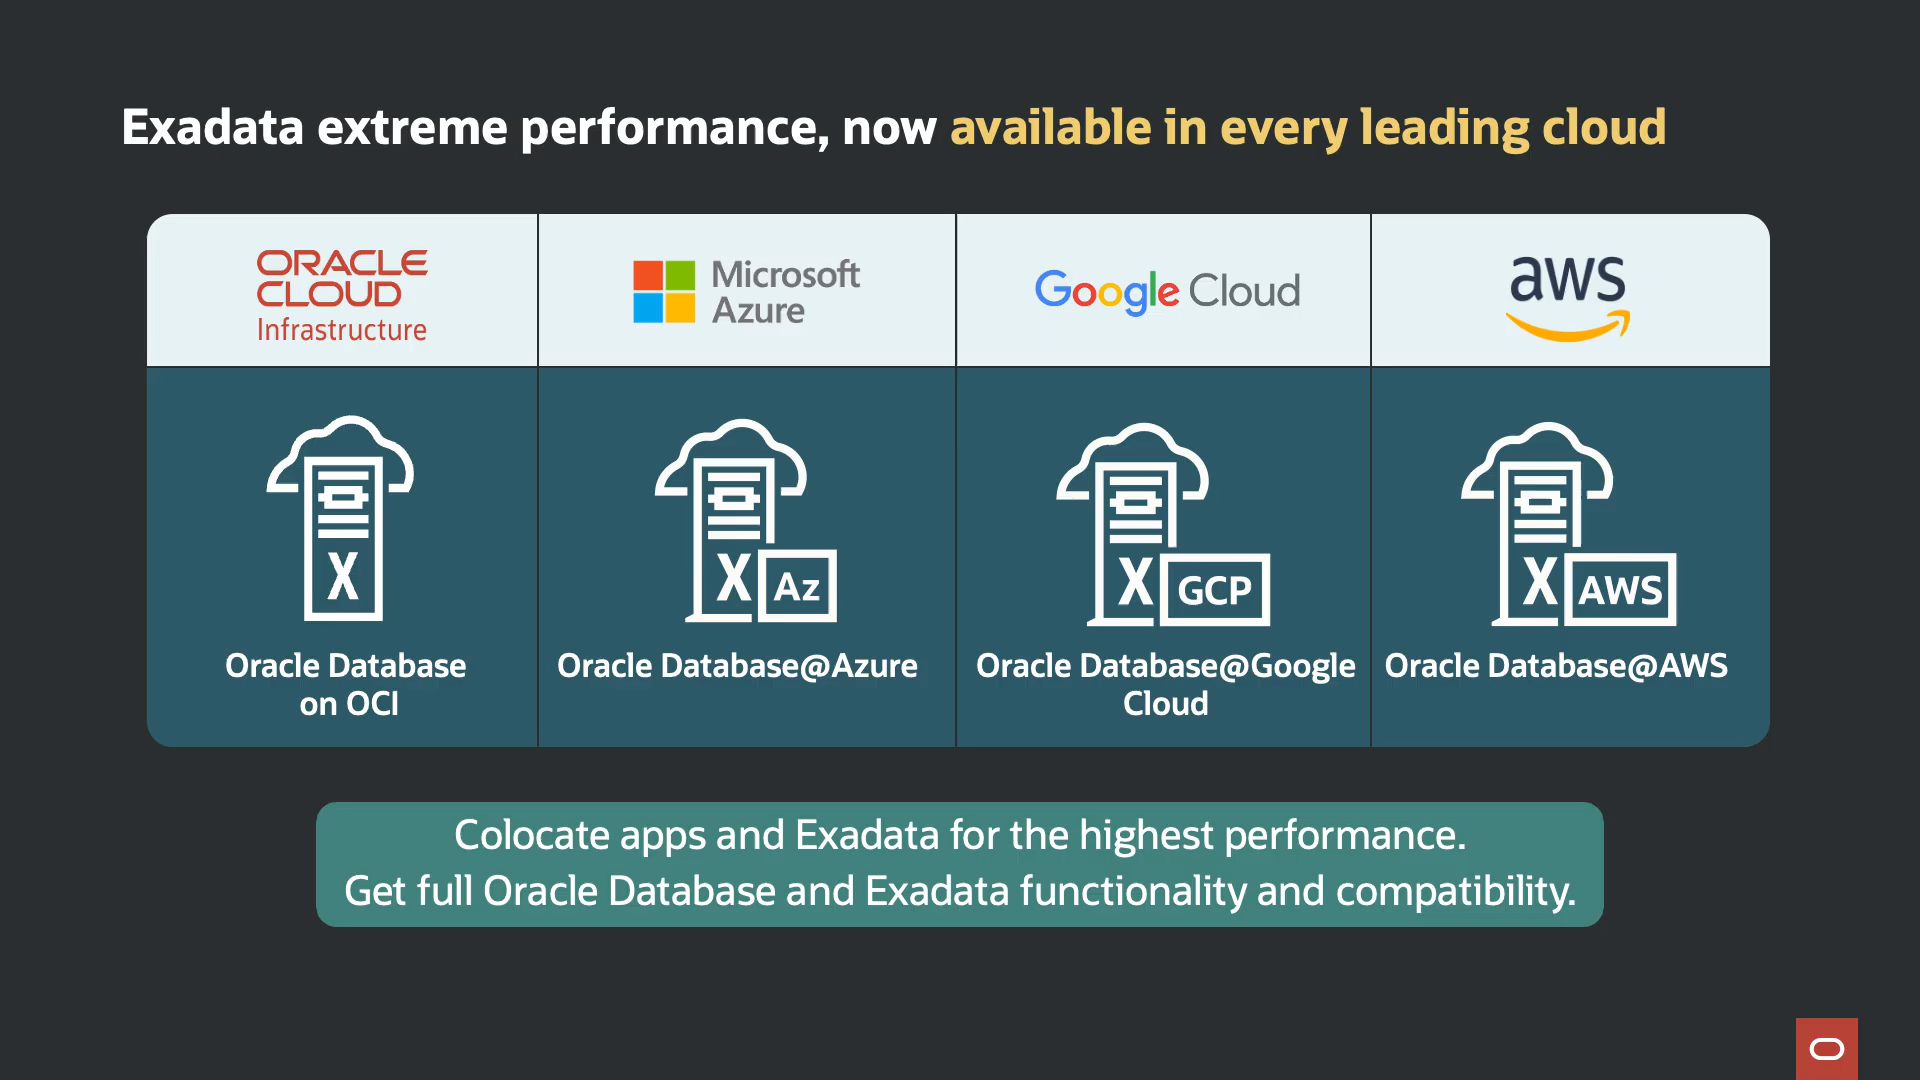 Exadata extreme performance, now available in every leading cloud
ORACLE
CLOUD
Infrastructure
Microsoft
Azure
Google Cloud
aws
X
X
Az
X
GCP
X
AWS
Oracle Database
on OCI
Oracle Database@Azure
Oracle Database@Google
Cloud
Oracle Database@AWS
Colocate apps and Exadata for the highest performance.
Get full Oracle Database and Exadata functionality and compatibility.